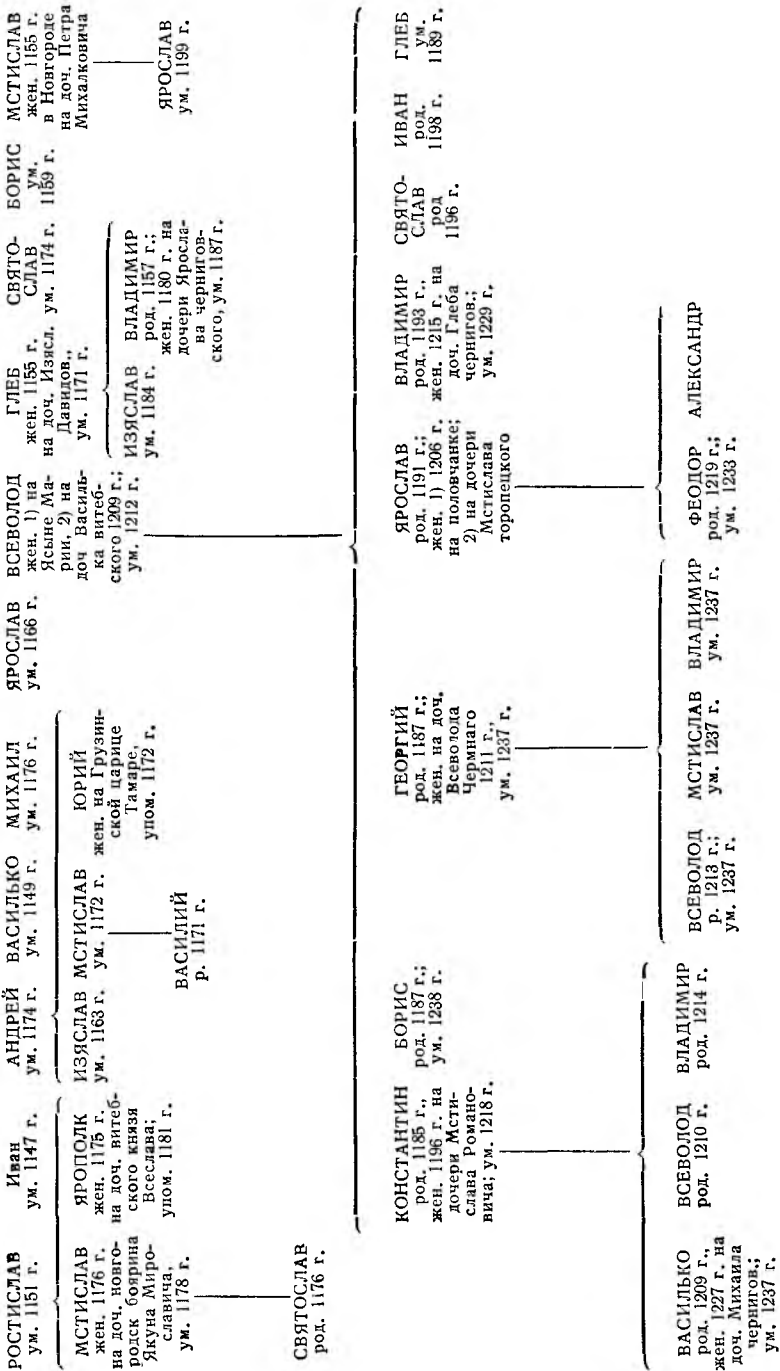 РОСТИСЛАВ
ум. 1151 г.
Иван
ум. 1147 г.
АНДРЕЙ
ум. 1174 г.
ВАСИЛЬКО
ум. 1149 г.
МИХАИЛ
ум. 1176 г.
ЯРОСЛАВ
ум. 1166 г.
ВСЕВОЛОД
жен. 1) на
Ясыне Ма-
рии, 2) на
доч Василь-
ка витеб-
ского 1209 г.;
ум. 1212 г.
ГЛЕБ
жен. 1155 г.
на доч. Изясл.
Давидов.,
ум. 1171 г.
СВЯТО-
СЛАВ
ум. 1174 г.
БОРИС
ум.
1159 г.
МСТИСЛАВ
жен. 1155 г.
в Новгороде
на доч. Петра
Михалковича
МСТИСЛАВ
жен. 1176 г.
на доч. новго-
родск боярина
Якуна Миро-
славича,
ум. 1178 г.
ЯРОПОЛК
жен. 1175 г.
на доч. витеб-
ского князя
Всеслава;
упом. 1181 г.
ИЗЯСЛАВ
ум. 1163 г.
МСТИСЛАВ
ум. 1172 г.
ЮРИЙ
жен. на Грузин-
ской царице
Тамаре,
упом. 1172 г.
ИЗЯСЛАВ
ум. 1184 г.
ВЛАДИМИР
род. 1157 г.;
жен. 1180 г. на
дочери Яросла-
ва чернигов-
ского, ум. 1187 г.
ЯРОСЛАВ
ум. 1199 г.
СВЯТОСЛАВ
род. 1176 г.
ВАСИЛИЙ
р. 1171 г.
КОНСТАНТИН
род. 1185 г.,
жен. 1196 г. на
дочери Мсти-
слава Романо-
вича; ум. 1218 г.
БОРИС
род. 1187 г.;
ум. 1238 г.
ГЕОРГИЙ
род. 1187 г.;
жен. на доч.
Всеволода
Чермнаго
1211 г.,
ум. 1237 г.
ЯРОСЛАВ
род. 1191 г.;
жен. 1) 1206 г.
на половчанке;
2) на дочери
Мстислава
торопецкого
ВЛАДИМИР
род. 1193 г.,
жен. 1215 г. на
доч. Глеба
чернигов.;
ум. 1229 г.
СВЯТО-
СЛАВ
род
1196 г.
ИВАН
род.
1198 г.
ГЛЕБ
ум.
1189 г.
ВАСИЛЬКО
род. 1209 г.,
жен. 1227 г. на
доч. Михаила
чернигов.;
ум. 1237 г.
ВСЕВОЛОД
род. 1210 г.
ВЛАДИМИР
род. 1214 г.
ВСЕВОЛОД
р. 1213 г.;
ум. 1237 г.
МСТИСЛАВ
ум. 1237 г.
ВЛАДИМИР
ум. 1237 г.
ФЕОДОР
род. 1219 г.;
ум. 1233 г.
АЛЕКСАНДР